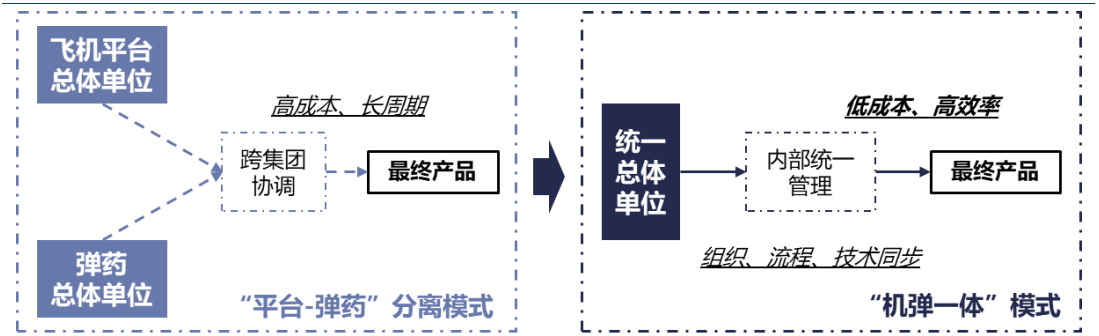 飞机平台
总体单位
高成本、长周期
跨集团
协调
最终产品
弹药
总体单位
“平台-弹药”分离模式
低成本、高效率
统一
总体
单位
内部统一
管理
最终产品
组织、流程、技术同步
“机弹一体”模式